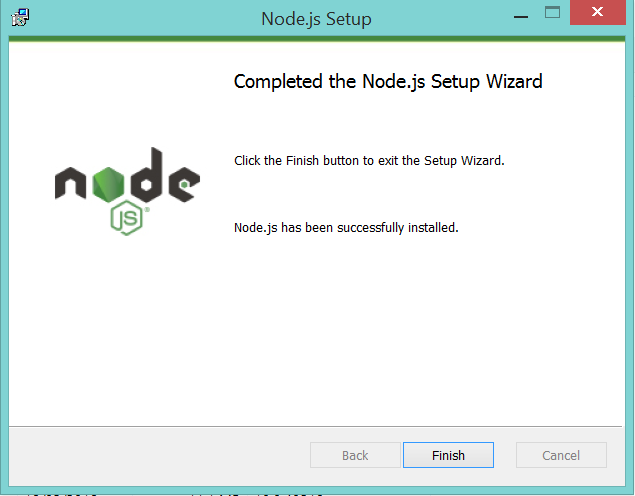 Node.js Setup
Completed the Node.js Setup Wizard
Click the Finish button to exit the Setup Wizard.
node
JS®
Node.js has been successfully installed.
Back
Finish
Cancel